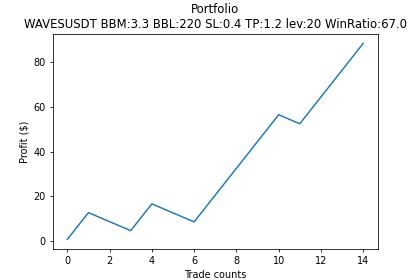 Portfolio
WAVESUSDT BBM:3.3 BBL:220 SL:0.4 TP:1.2 lev:20 WinRatio:67.0
80
60
40
20
0
Profit ($)
0 2 4 6 8 10 12 14
Trade counts